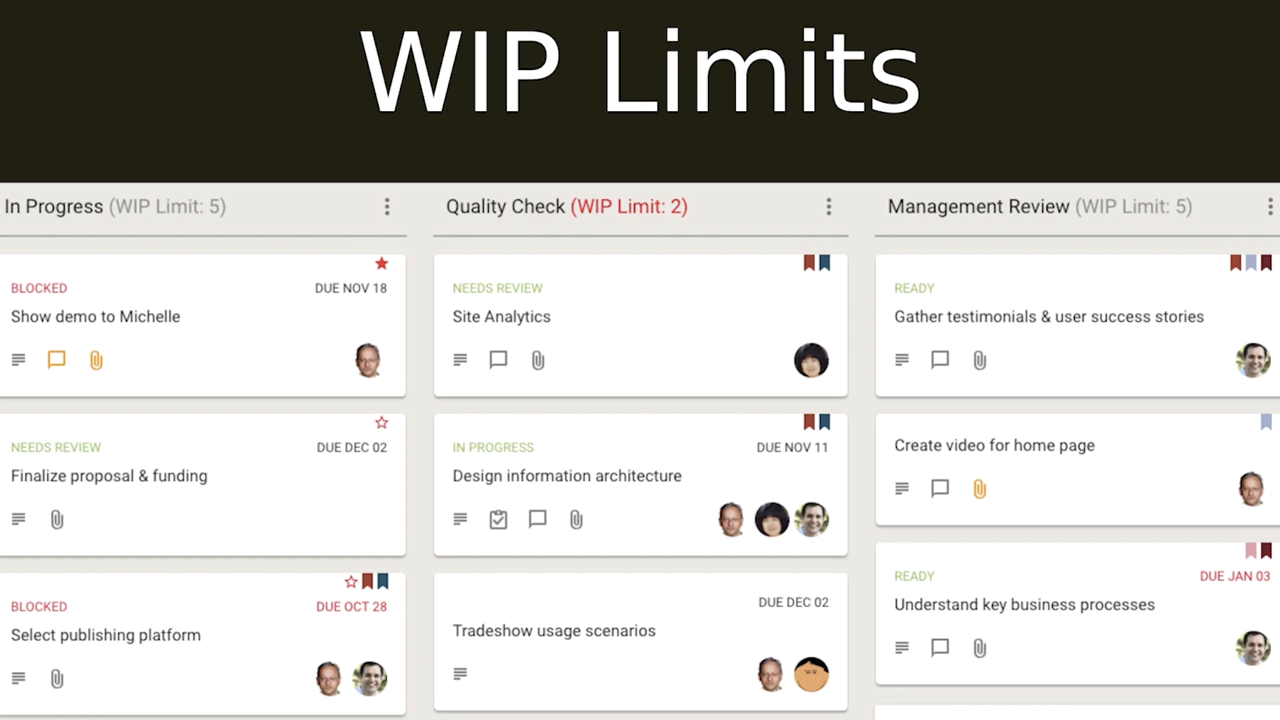 WIP Limits
In Progress (WIP Limit: 5)
BLOCKED
DUE NOV 18
Show demo to Michelle
NEEDS REVIEW
DUE DEC 02
Finalize proposal & funding
BLOCKED
DUE OCT 28
Select publishing platform
Quality Check (WIP Limit: 2)
NEEDS REVIEW
Site Analytics
IN PROGRESS
DUE NOV 11
Design information architecture
DUE DEC 02
Tradeshow usage scenarios
Management Review (WIP Limit: 5)
READY
Gather testimonials & user success stories
Create video for home page
READY
DUE JAN 03
Understand key business processes